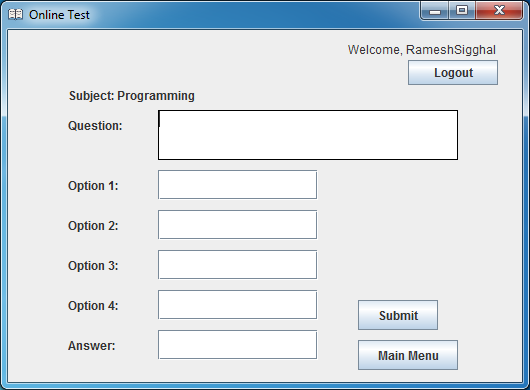 Online Test
Welcome, RameshSigghal
Logout
Subject: Programming
Question:
Option 1:
Option 2:
Option 3:
Option 4:
Submit
Answer:
Main Menu